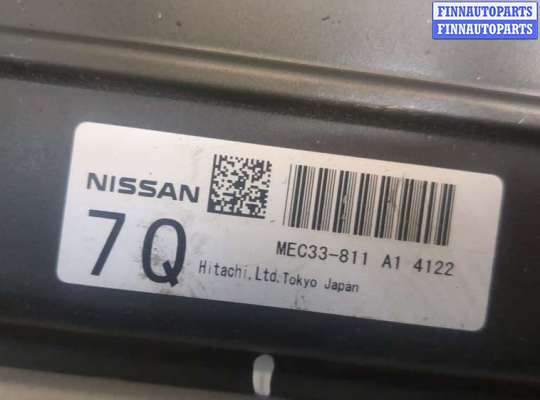 FINNAUTOPARTS
FINNAUTOPARTS
NISSAN
7Q
MEC33-811 A1 4122
Hitachi,Ltd.Tokyo Japan